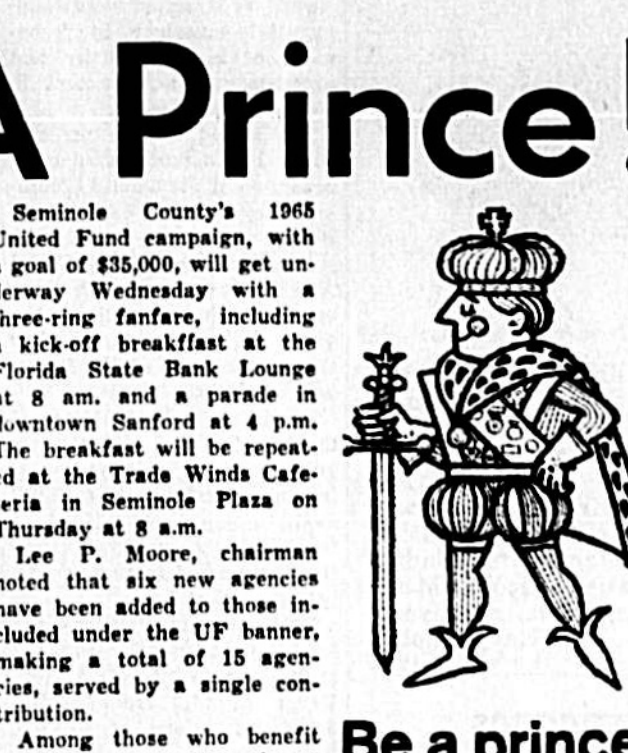 A Prince!
Seminole County's 1965
United Fund campaign, with
goal of $35,000, will get un-
derway Wednesday with a
three-ring fanfare, including
kick-off breakffast at the
Florida State Bank Lounge
at 8 am. and a parade in
downtown Sanford at 4 p.m.
The breakfast will be repeat-
ed at the Trade Winds Cafe-
teria in Seminole Plaza on
Thursday at 8 a.m.
Lee P. Moore, chairman
noted that six new agencies
have been added to those in-
cluded under the UF banner,
making a total of 15 agen-
cies, served by a single con-
tribution.
Among those who benefit
Be a prince